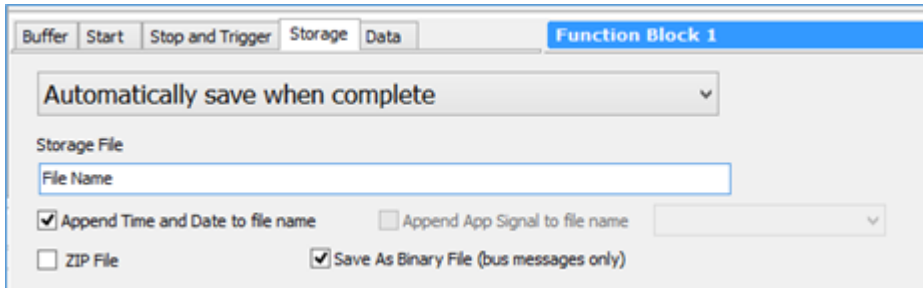 Buffer Start Stop and Trigger Storage Data Function Block 1
Automatically save when complete
Storage File
File Name
Append Time and Date to file name Append App Signal to file name
ZIP File Save As Binary File (bus messages only)